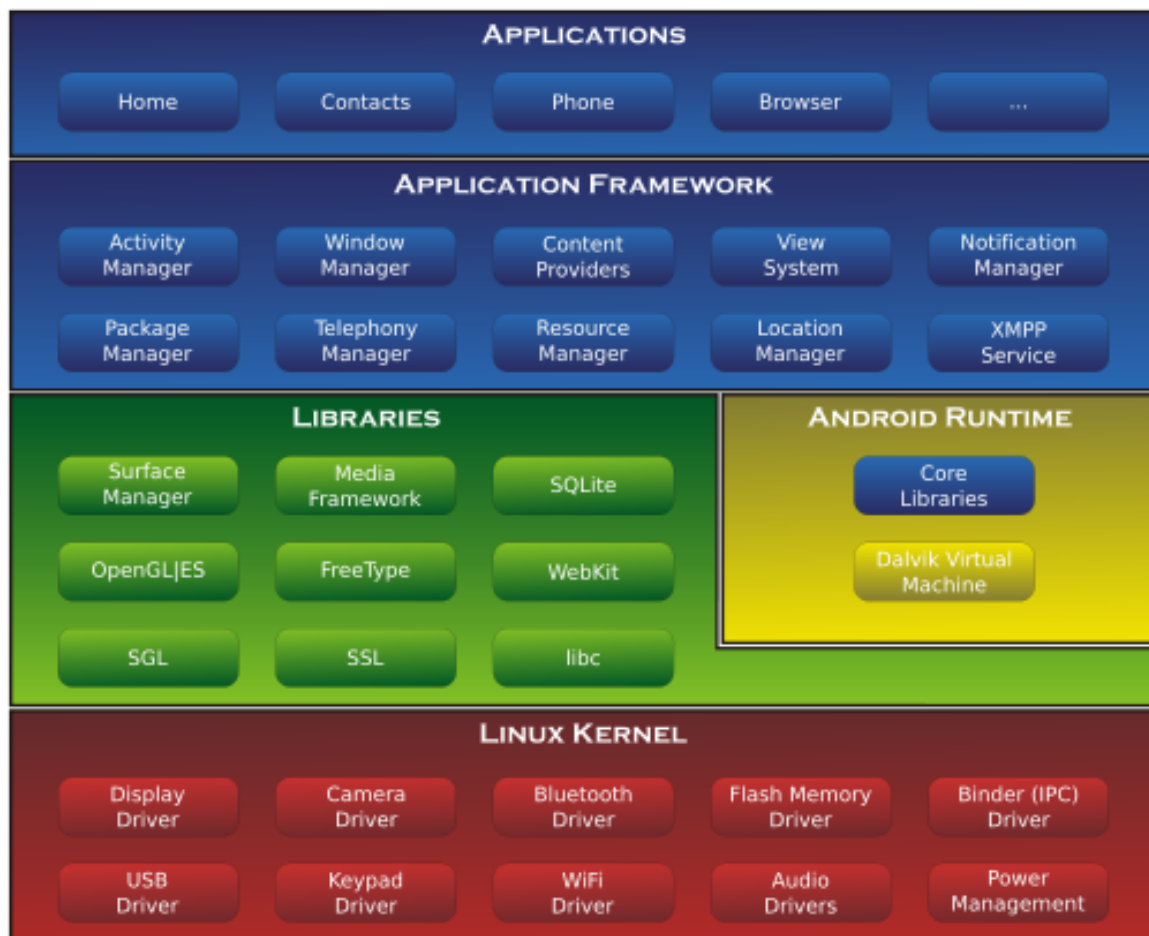 APPLICATIONS
Home
Contacts
Phone
Browser
...
APPLICATION FRAMEWORK
Activity
Manager
Window
Manager
Content
Providers
View
System
Notification
Manager
Package
Manager
Telephony
Manager
Resource
Manager
Location
Manager
XMPP
Service
LIBRARIES
Surface
Manager
Media
Framework
SQLite
OpenGL|ES
FreeType
WebKit
SGL
SSL
libc
ANDROID RUNTIME
Core
Libraries
Dalvik Virtual
Machine
LINUX KERNEL
Display
Driver
Camera
Driver
Bluetooth
Driver
Flash Memory
Driver
Binder (IPC)
Driver
USB
Driver
Keypad
Driver
WiFi
Driver
Audio
Drivers
Power
Management